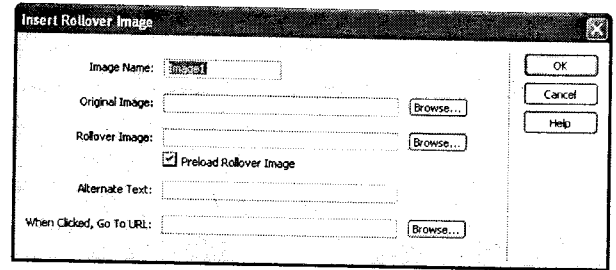 Insert Rollover Image
Image Name: Image1
OK
Original Image: Browse...
Cancel
Rollover Image: Browse...
Help
Preload Rollover Image
Alternate Text:
When Clicked, Go To URL: Browse...